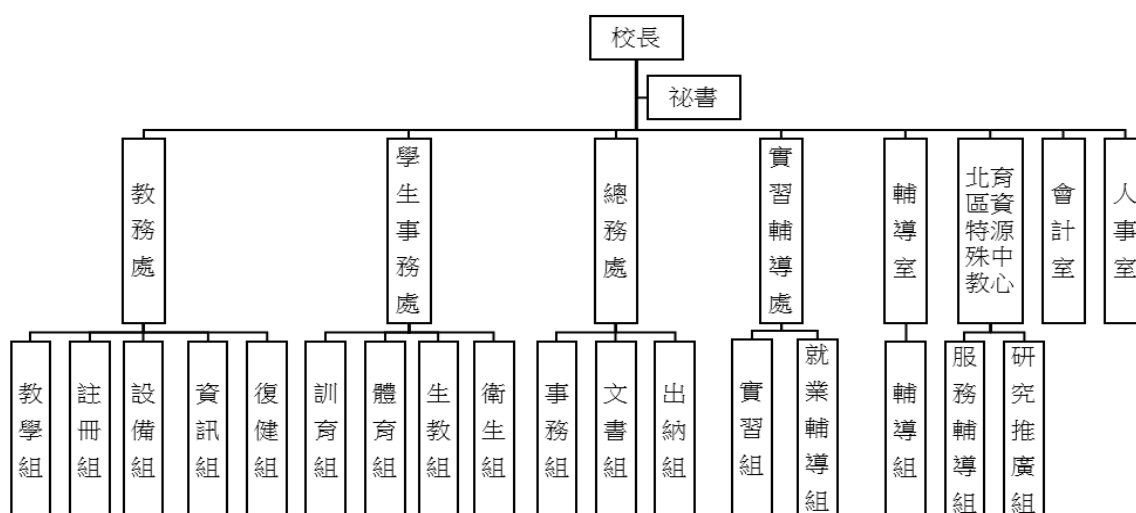 校長
祕書
教務處
學生事務處
總務處
實習輔導處
輔導室
北區特殊教
育資源中心
會計室
人事室
教學組
註冊組
設備組
資訊組
復健組
訓育組
體育組
生教組
衛生組
事務組
文書組
出納組
實習組
就業輔導組
輔導組
服務輔導組
研究推廣組